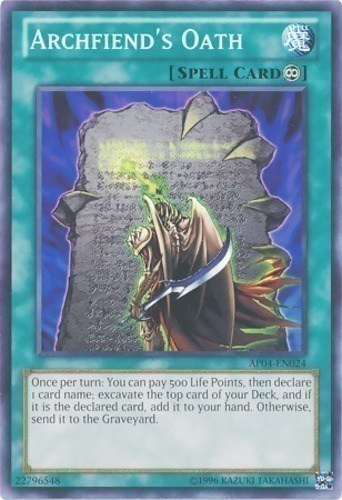 ARCHFIEND'S OATH
[SPELL CARD]
AP04-EN024
Once per turn: You can pay 500 Life Points, then declare
1 card name; excavate the top card of your Deck, and if
it is the declared card, add it to your hand. Otherwise,
send it to the Graveyard.
22796548
©1996 KAZUKI TAKAHASHI